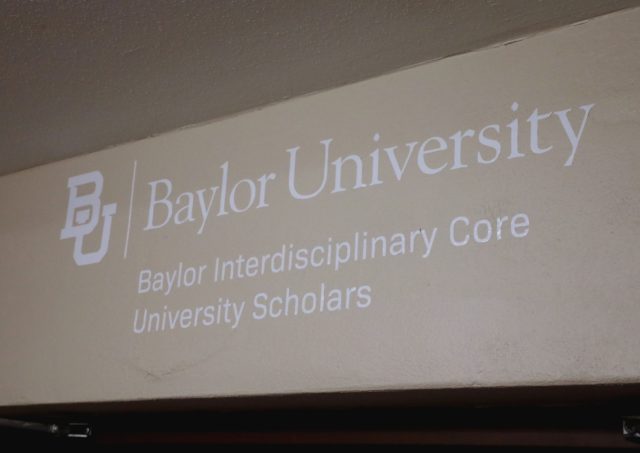 BU Baylor University
Baylor Interdisciplinary Core
University Scholars